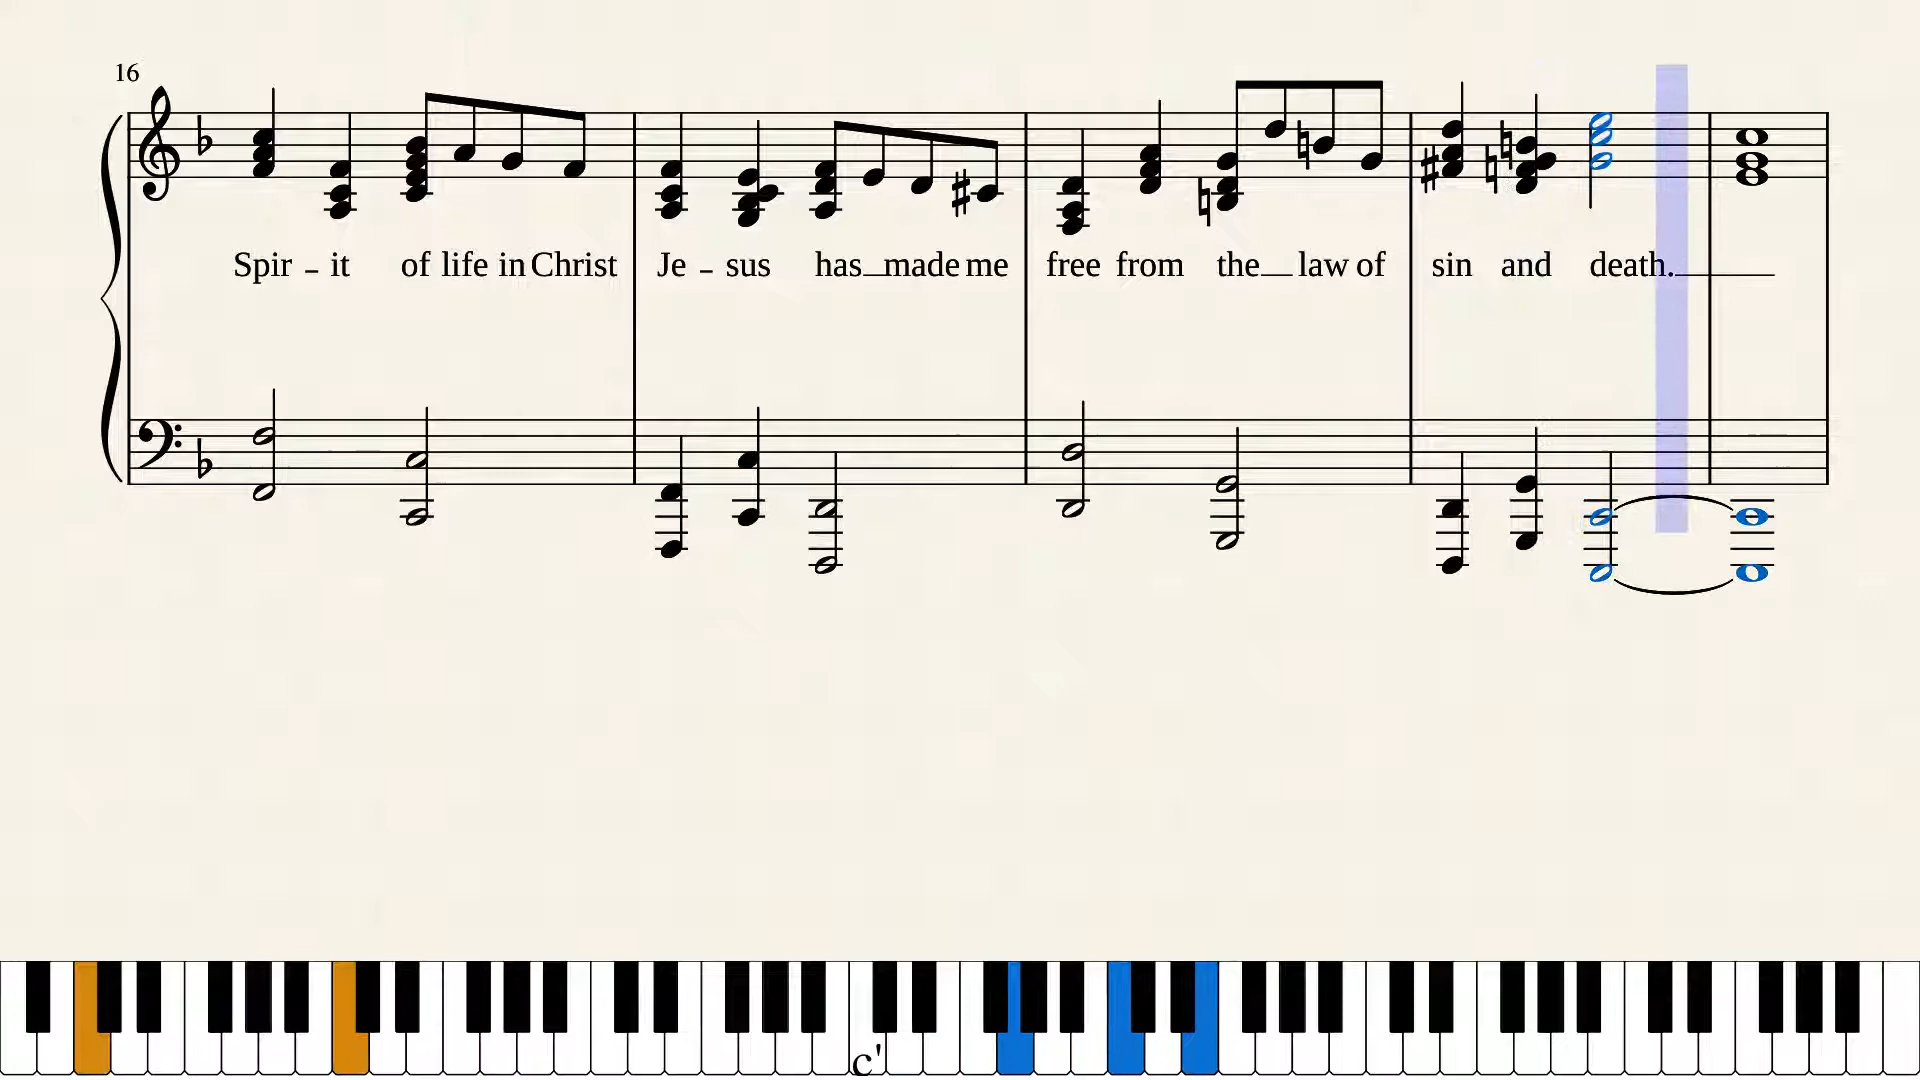 16
Spir - it of life in Christ Je - sus has made me free from the law of sin and death.
c'